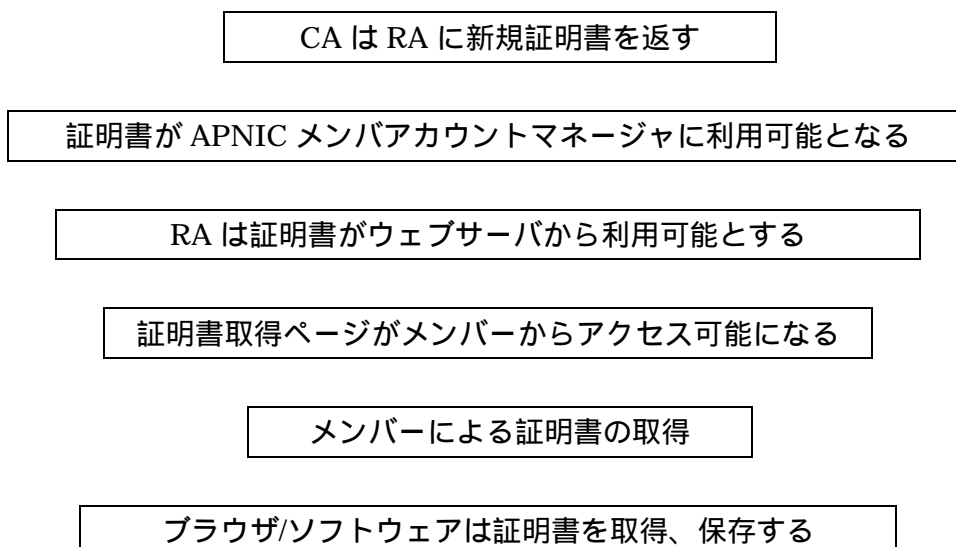 CA は RA に新規証明書を返す
証明書が APNIC メンバアカウントマネージャに利用可能となる
RA は証明書がウェブサーバから利用可能とする
証明書取得ページがメンバーからアクセス可能になる
メンバーによる証明書の取得
ブラウザ/ソフトウェアは証明書を取得、保存する